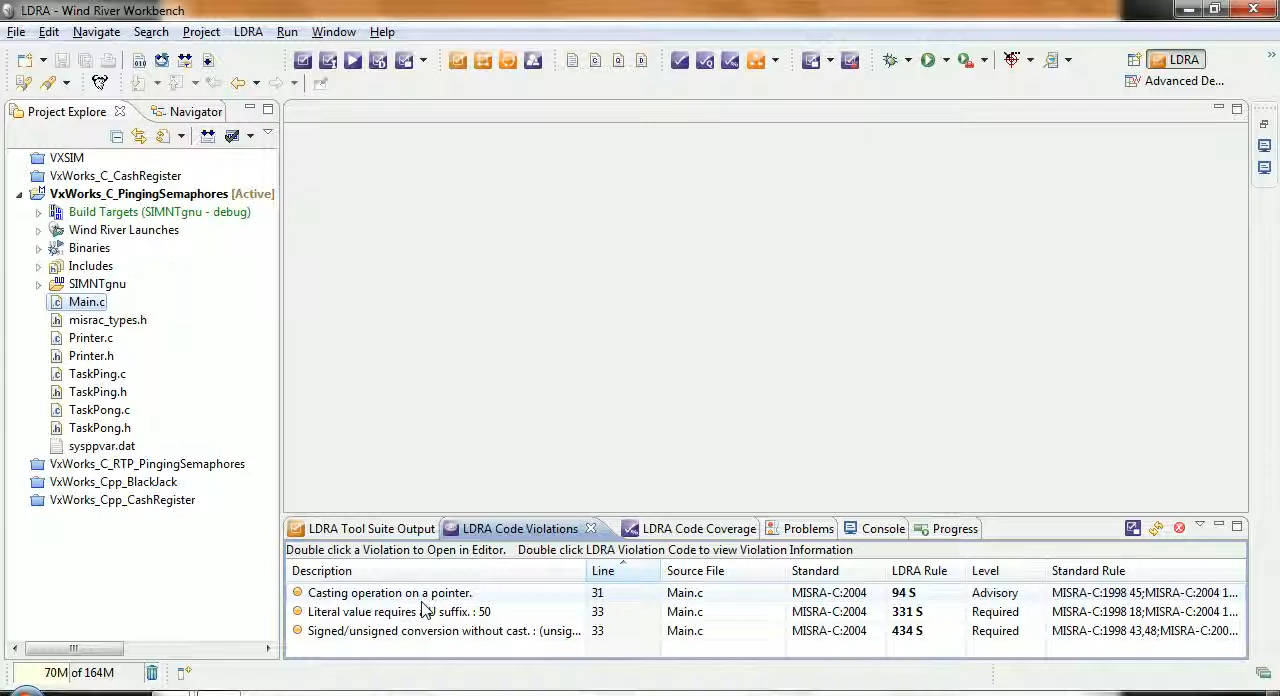 LDRA - Wind River Workbench
File Edit Navigate Search Project LDRA Run Window Help
LDRA
Advanced De...
Project Explore Navigator
VXSIM
VxWorks_C_CashRegister
VxWorks_C_PingingSemaphores [Active]
Build Targets (SIMNTgnu - debug)
Wind River Launches
Binaries
Includes
SIMNTgnu
Main.c
misrac_types.h
Printer.c
Printer.h
TaskPing.c
TaskPing.h
TaskPong.c
TaskPong.h
sysppvar.dat
VxWorks_C_RTP_PingingSemaphores
VxWorks_Cpp_BlackJack
VxWorks_Cpp_CashRegister
LDRA Tool Suite Output LDRA Code Violations LDRA Code Coverage Problems Console Progress
Double click a Violation to Open in Editor. Double click LDRA Violation Code to view Violation Information
Description Line Source File Standard LDRA Rule Level Standard Rule
Casting operation on a pointer. 31 Main.c MISRA-C:2004 94 S Advisory MISRA-C:1998 45;MISRA-C:2004 1...
Literal value requires suffix. : 50 33 Main.c MISRA-C:2004 331 S Required MISRA-C:1998 18;MISRA-C:2004 1...
Signed/unsigned conversion without cast. : (unsig... 33 Main.c MISRA-C:2004 434 S Required MISRA-C:1998 43,48;MISRA-C:200...
70M of 164M